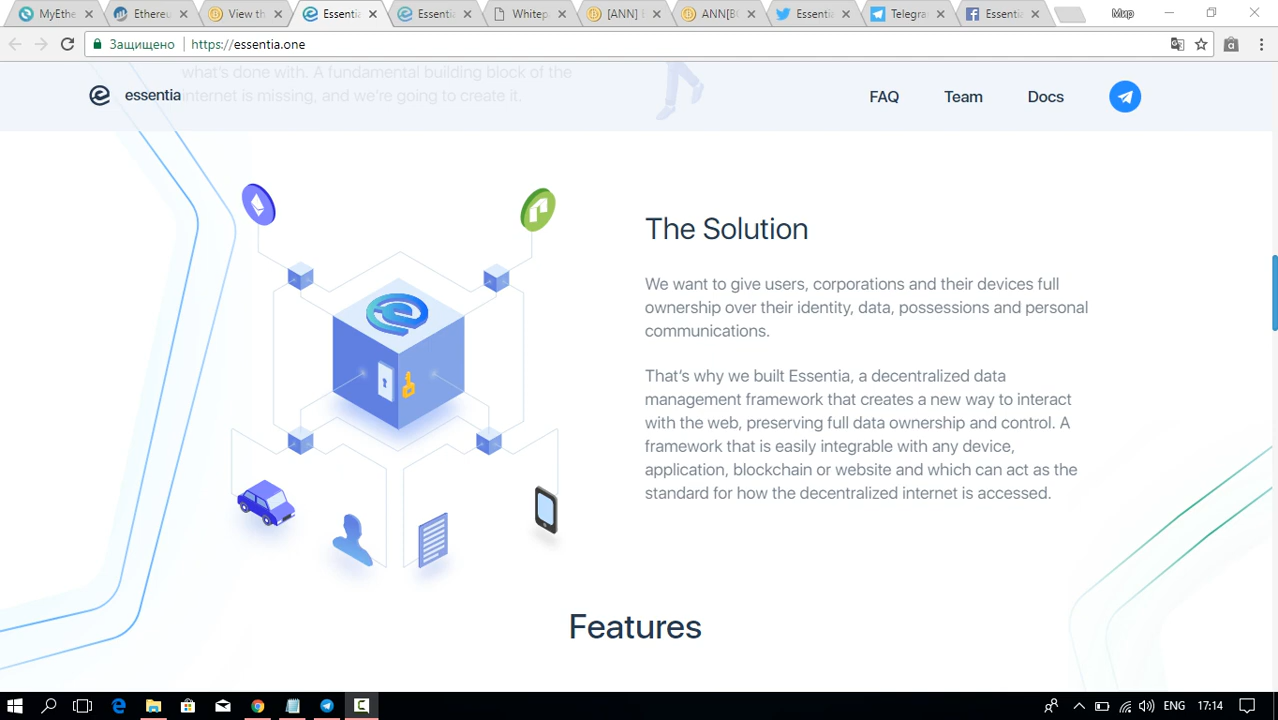 MyEthe
Ethereu
View th
Essentia
Essentia
Whitep
[ANN] E
ANN[BO
Essentia
Telegra
Essentia
Мир
Защищено
https://essentia.one
what's done with. A fundamental building block of the
internet is missing, and we're going to create it.
essentia
FAQ
Team
Docs
The Solution
We want to give users, corporations and their devices full
ownership over their identity, data, possessions and personal
communications.
That's why we built Essentia, a decentralized data
management framework that creates a new way to interact
with the web, preserving full data ownership and control. A
framework that is easily integrable with any device,
application, blockchain or website and which can act as the
standard for how the decentralized internet is accessed.
Features
ENG
17:14